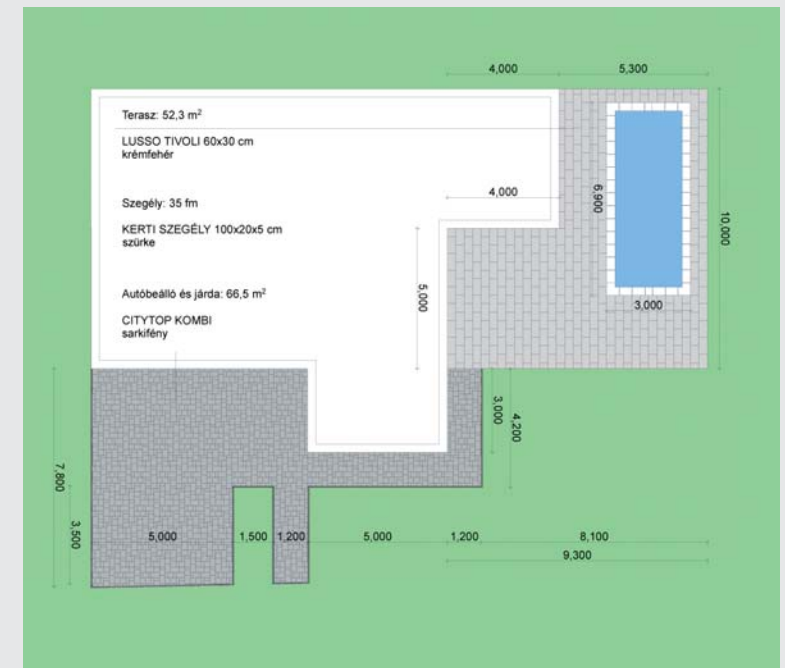 4,000
5,300
Terasz: 52,3 m²
LUSSO TIVOLI 60x30 cm
krémfehér
Szegély: 35 fm
KERTI SZEGÉLY 100x20x5 cm
szürke
Autóbeálló és járda: 66,5 m²
CITYTOP KOMBI
sarkifény
4,000
6,900
10,000
5,000
3,000
3,000
4,200
7,800
3,500
5,000
1,500
1,200
5,000
1,200
8,100
9,300